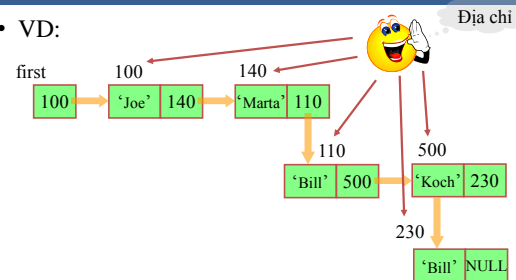 Địa chỉ
• VD:
first
100
140
100
‘Joe’ 140
‘Marta’ 110
110
500
‘Bill’ 500
‘Koch’ 230
230
‘Bill’ NULL